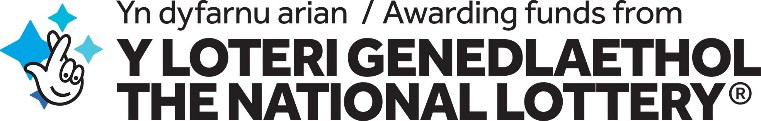 Yn dyfarnu arian / Awarding funds from
Y LOTERI GENEDLAETHOL
THE NATIONAL LOTTERY®